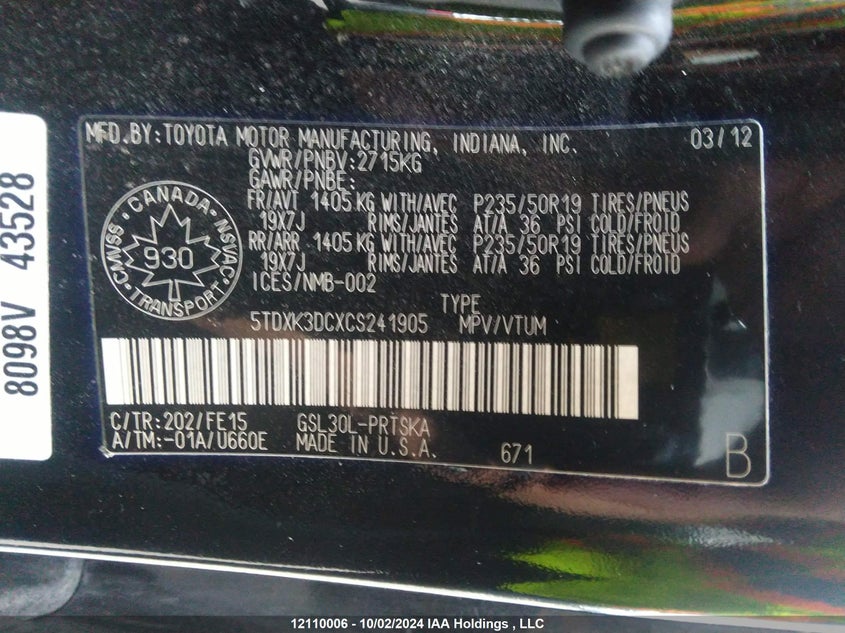 MFD.BY:TOYOTA MOTOR MANUFACTURING, INDIANA, INC. 03/12
GVWR/PNBV:2715KG
GAWR/PNBE:
FR/AVT 1405 KG WITH/AVEC P235/50R19 TIRES/PNEUS
19X7J RIMS/JANTES AT/A 36 PSI COLD/FROID
RR/ARR 1405 KG WITH/AVEC P235/50R19 TIRES/PNEUS
19X7J RIMS/JANTES AT/A 36 PSI COLD/FROID
ICES/NMB-002
TYPE
5TDXK3DCXCS241905 MPV/VTUM
C/TR:202/FE15 GSL30L-PRTSKA
A/TM:-01A/U660E MADE IN U.S.A. 671
B
CANADA
CMVSS NSVAC
930
TRANSPORT
8098V 43528
12110006 - 10/02/2024 IAA Holdings , LLC